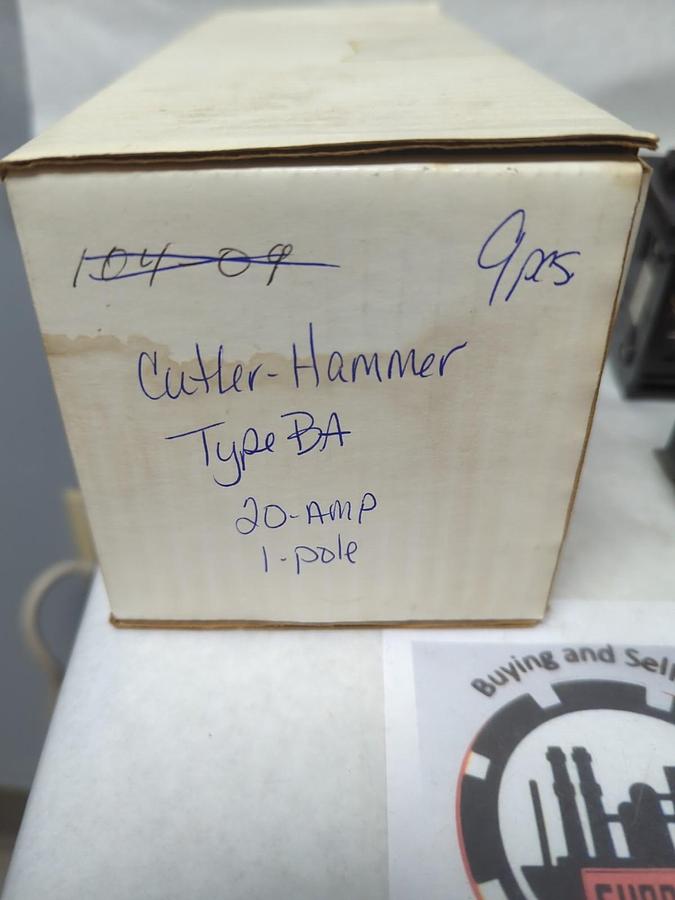 104-09
9pcs
Cutler-Hammer
Type BA
20-AMP
1-pole
Buying and Sell